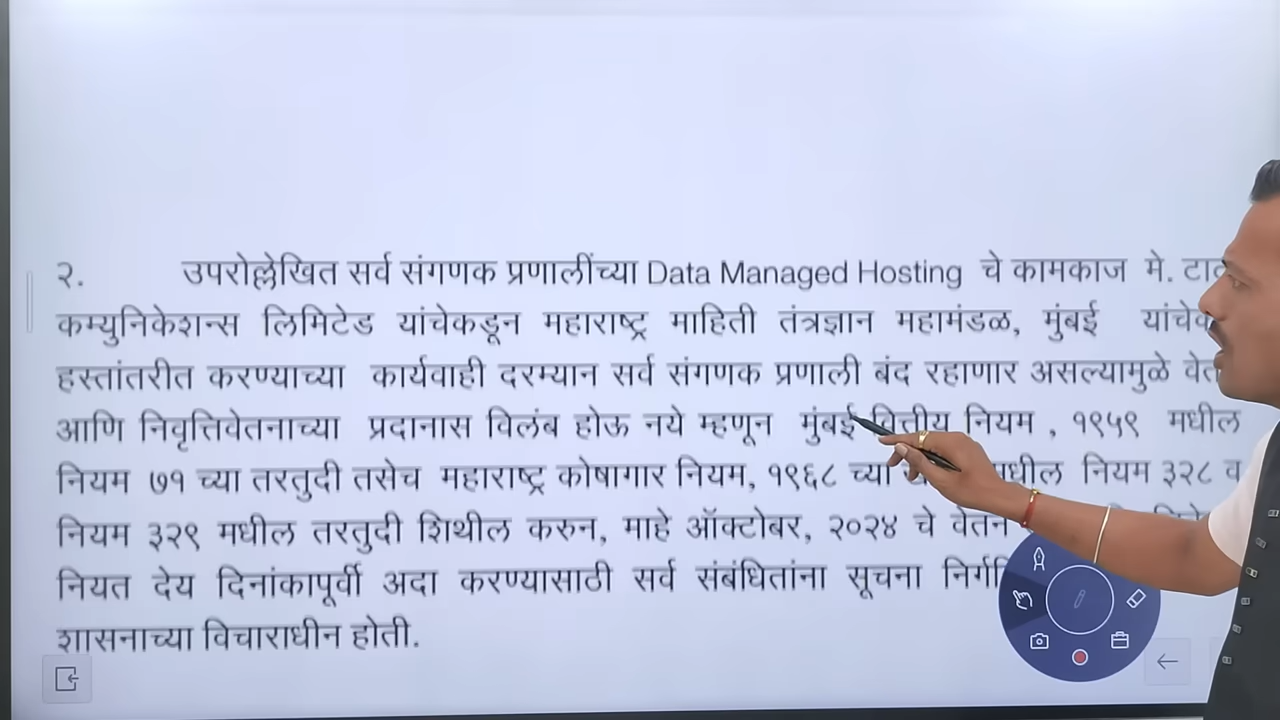 २. उपरोल्लेखित सर्व संगणक प्रणालींच्या Data Managed Hosting चे कामकाज मे.
कम्युनिकेशन्स लिमिटेड यांचेकडून महाराष्ट्र माहिती तंत्रज्ञान महामंडळ, मुंबई
हस्तांतरीत करण्याच्या कार्यवाही दरम्यान सर्व संगणक प्रणाली बंद रहाणार असल्यामुळे
आणि निवृत्तिवेतनाच्या प्रदानास विलंब होऊ नये म्हणून मुंबई वित्तीय नियम , १९५९ मधील
नियम ७१ च्या तरतुदी तसेच महाराष्ट्र कोषागार नियम, १९६८ च्या मधील नियम ३२८ व
नियम ३२९ मधील तरतुदी शिथील करुन, माहे ऑक्टोबर, २०२४ चे वेतन
नियत देय दिनांकापूर्वी अदा करण्यासाठी सर्व संबंधितांना सूचना
शासनाच्या विचाराधीन होती.